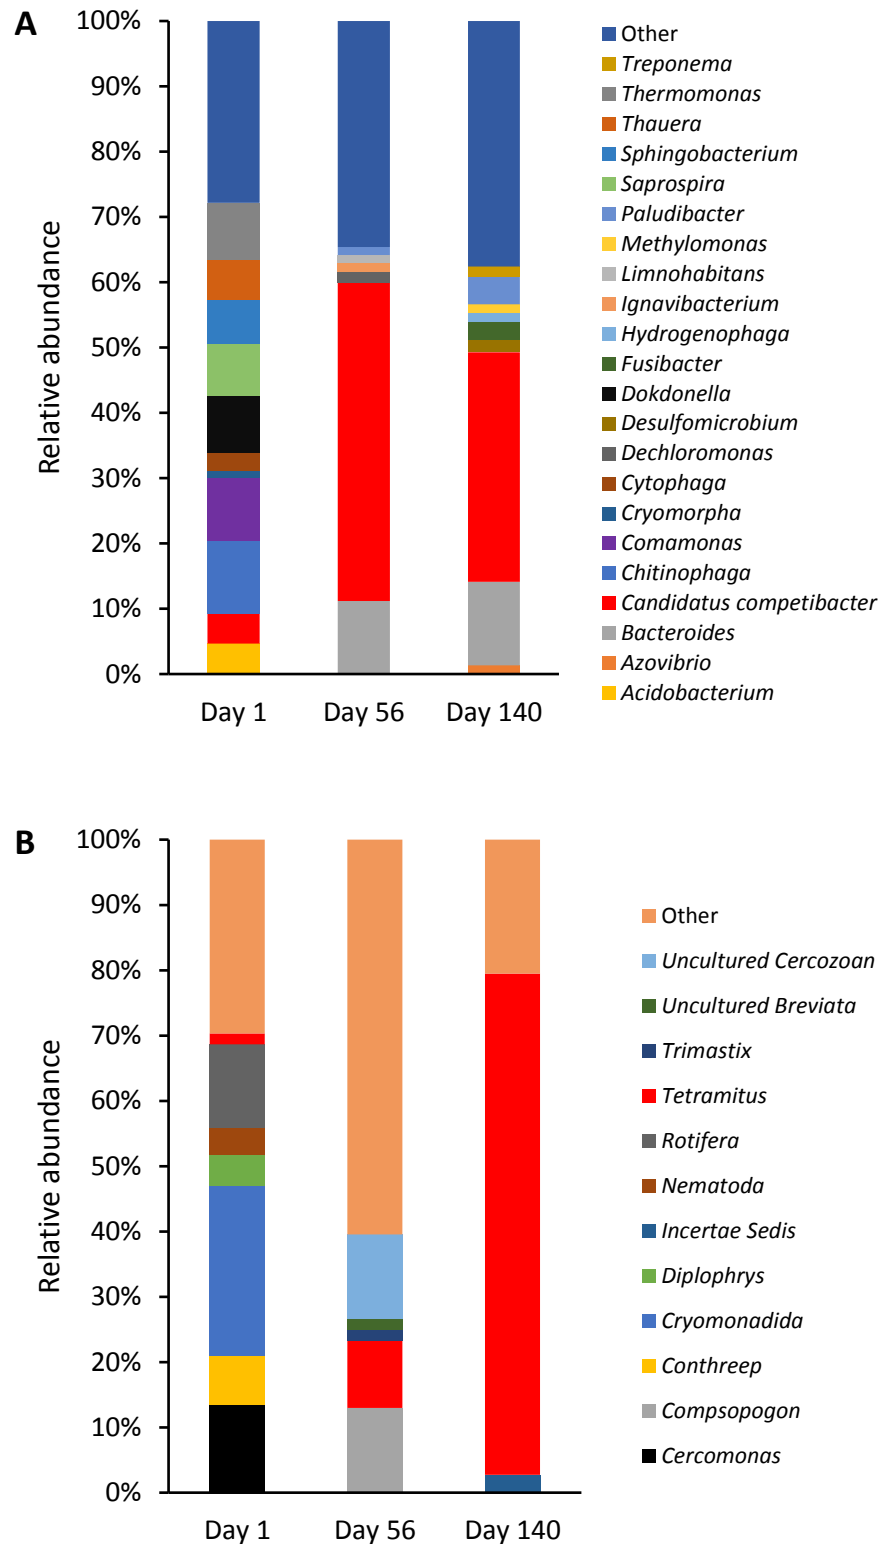 A
100%
90%
80%
70%
60%
50%
40%
30%
20%
10%
0%
Relative abundance
Day 1
Day 56
Day 140
Other
Treponema
Thermomonas
Thauera
Sphingobacterium
Saprospira
Paludibacter
Methylomonas
Limnohabitans
Ignavibacterium
Hydrogenophaga
Fusibacter
Dokdonella
Desulfomicrobium
Dechloromonas
Cytophaga
Cryomorpha
Comamonas
Chitinophaga
Candidatus competibacter
Bacteroides
Azovibrio
Acidobacterium
B
100%
90%
80%
70%
60%
50%
40%
30%
20%
10%
0%
Relative abundance
Day 1
Day 56
Day 140
Other
Uncultured Cercozoan
Uncultured Breviata
Trimastix
Tetramitus
Rotifera
Nematoda
Incertae Sedis
Diplophrys
Cryomonadida
Conthreep
Compsopogon
Cercomonas